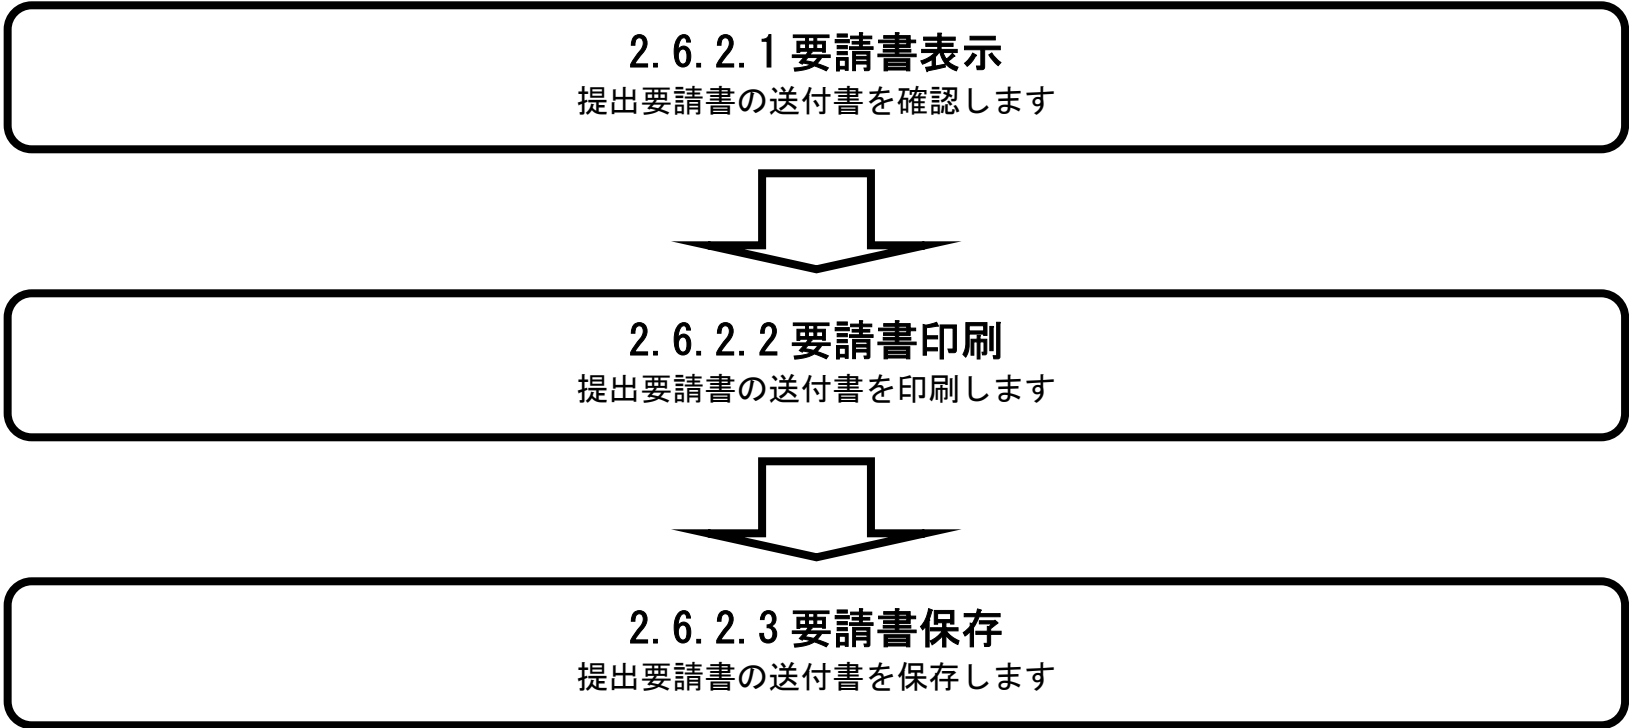 2.6.2.1 要請書表示
提出要請書の送付書を確認します
2.6.2.2 要請書印刷
提出要請書の送付書を印刷します
2.6.2.3 要請書保存
提出要請書の送付書を保存します